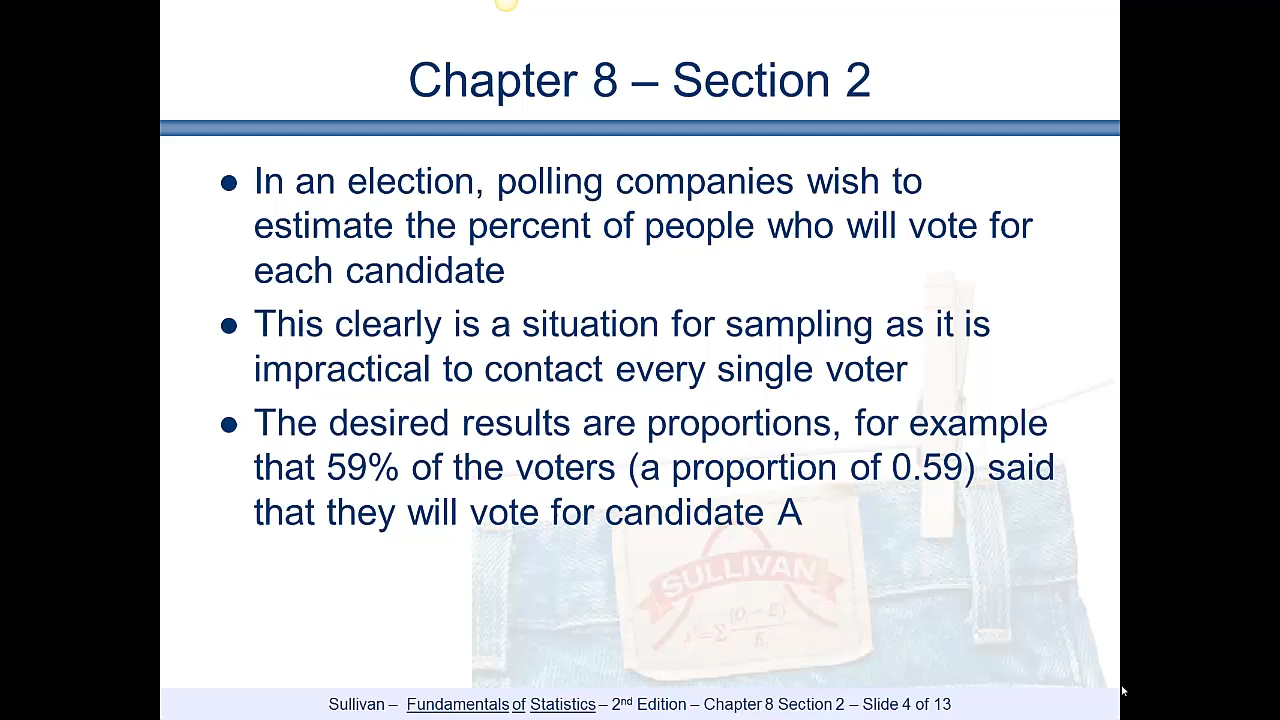 Chapter 8 – Section 2
● In an election, polling companies wish to
estimate the percent of people who will vote for
each candidate
● This clearly is a situation for sampling as it is
impractical to contact every single voter
● The desired results are proportions, for example
that 59% of the voters (a proportion of 0.59) said
that they will vote for candidate A
SULLIVAN
Sullivan – Fundamentals of Statistics – 2nd Edition – Chapter 8 Section 2 – Slide 4 of 13